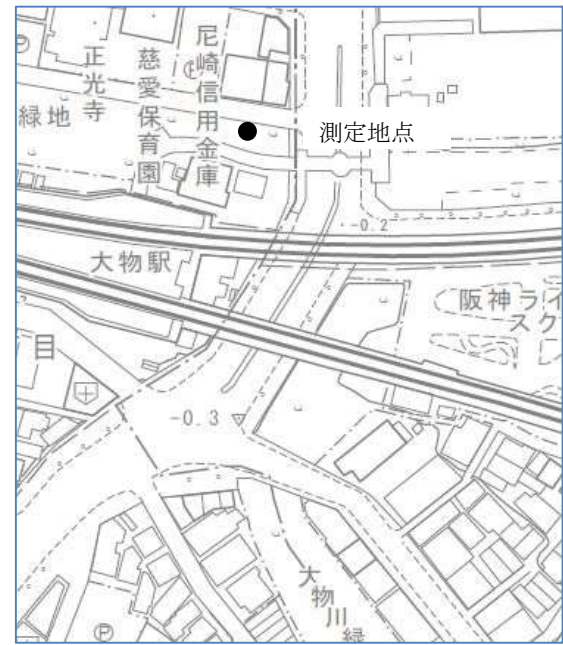 正光寺
慈愛保育園
尼崎信用金庫
緑地
測定地点
-0.2
大物駅
阪神ライ
スク
目
-0.3
大物川緑
P